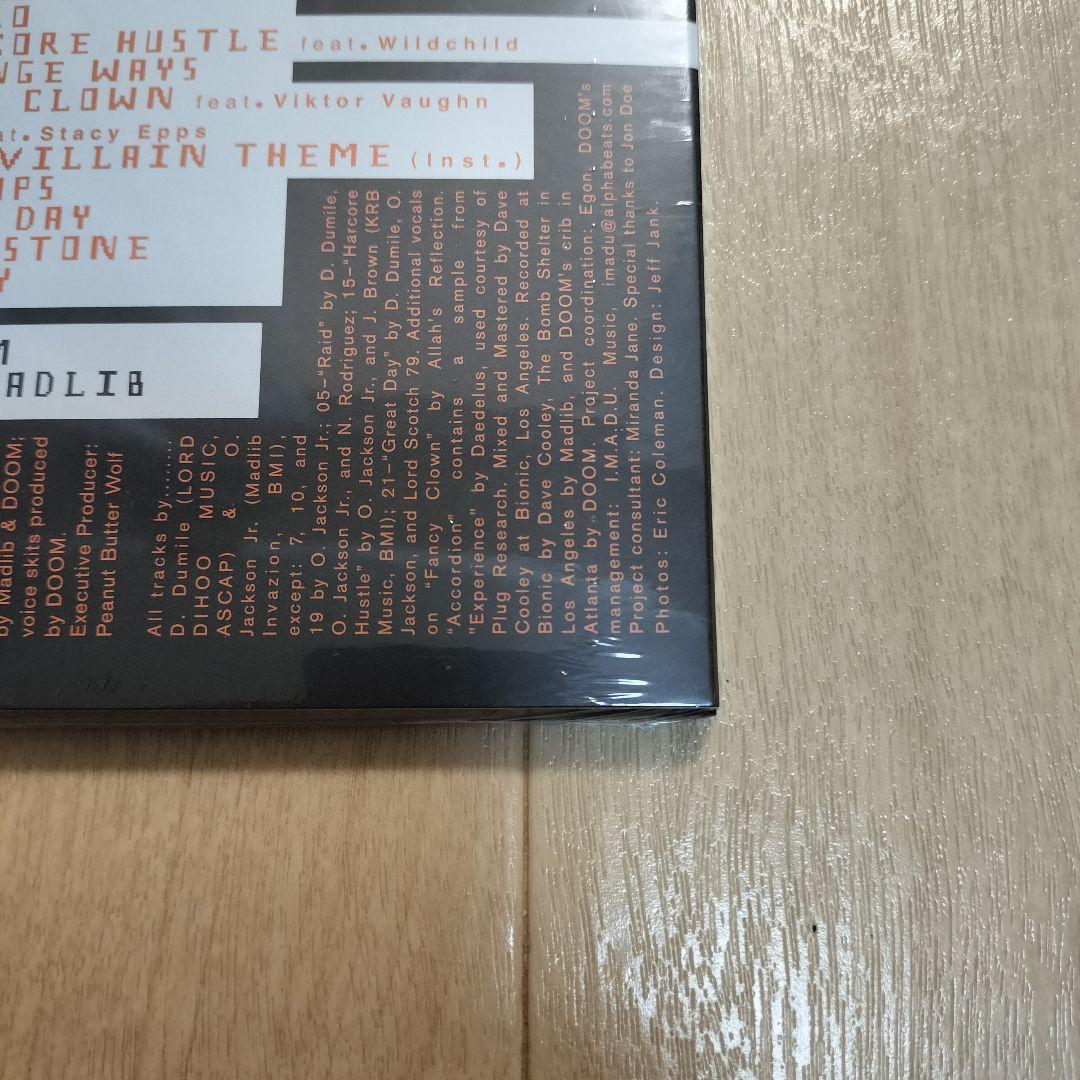 CORE HUSTLE feat. Wildchild
NGE WAYS
CLOWN feat. Viktor Vaughn
at. Stacy Epps
VILLAIN THEME (Inst.)
DAY
STONE
ADLIB
by Madlib & DOOM;
voice skits produced
by DOOM.
Executive Producer:
Peanut Butter Wolf
All tracks by........
D. Dumile (LORD
DIHOO MUSIC,
ASCAP) & O.
Jackson Jr. (Madlib
Invazion, BMI),
except: 7, 10, and
19 by O. Jackson Jr.; 05-"Raid" by D. Dumile,
O. Jackson Jr., and N. Rodriguez; 15-"Harcore
Hustle" by O. Jackson Jr., and J. Brown (KRB
Music, BMI); 21-"Great Day" by D. Dumile, O.
Jackson, and Lord Scotch 79. Additional vocals
on "Fancy Clown" by Allah's Reflection.
"Accordion" contains a sample from
"Experience" by Daedelus, used courtesy of
Plug Research. Mixed and Mastered by Dave
Cooley at Bionic, Los Angeles. Recorded at
Bionic by Dave Cooley, The Bomb Shelter in
Los Angeles by Madlib, and DOOM's crib in
Atlanta by DOOM. Project coordination: Egon. DOOM's
management: I.M.A.D.U. Music, imadu@alphabeats.com
Project consultant: Miranda Jane. Special thanks to Jon Doe
Photos: Eric Coleman. Design: Jeff Jank.